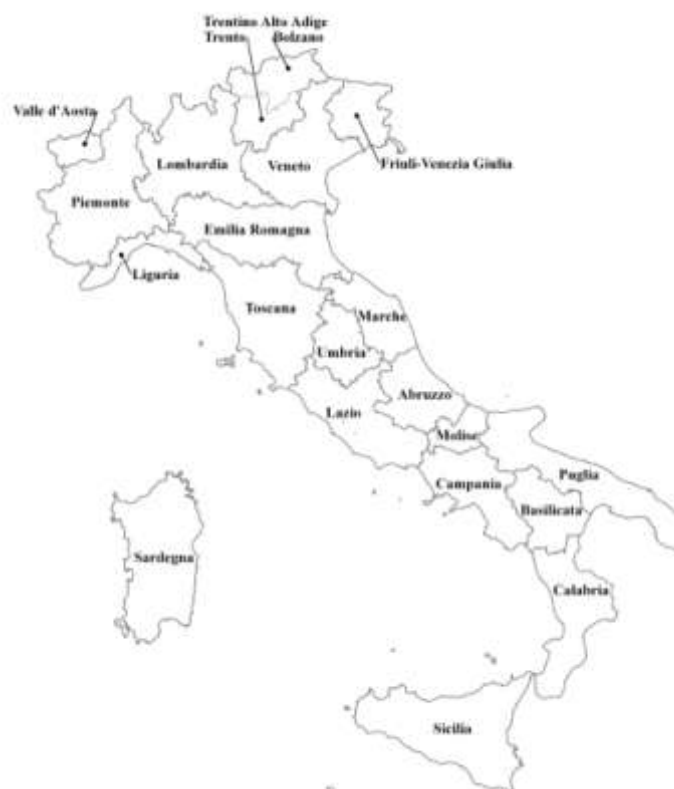 Trentino Alto Adige
Trento Bolzano
Valle d'Aosta
Lombardia
Veneto
Friuli-Venezia Giulia
Piemonte
Emilia Romagna
Liguria
Toscana
Marche
Umbria
Abruzzo
Lazio
Molise
Puglia
Campania
Basilicata
Sardegna
Calabria
Sicilia